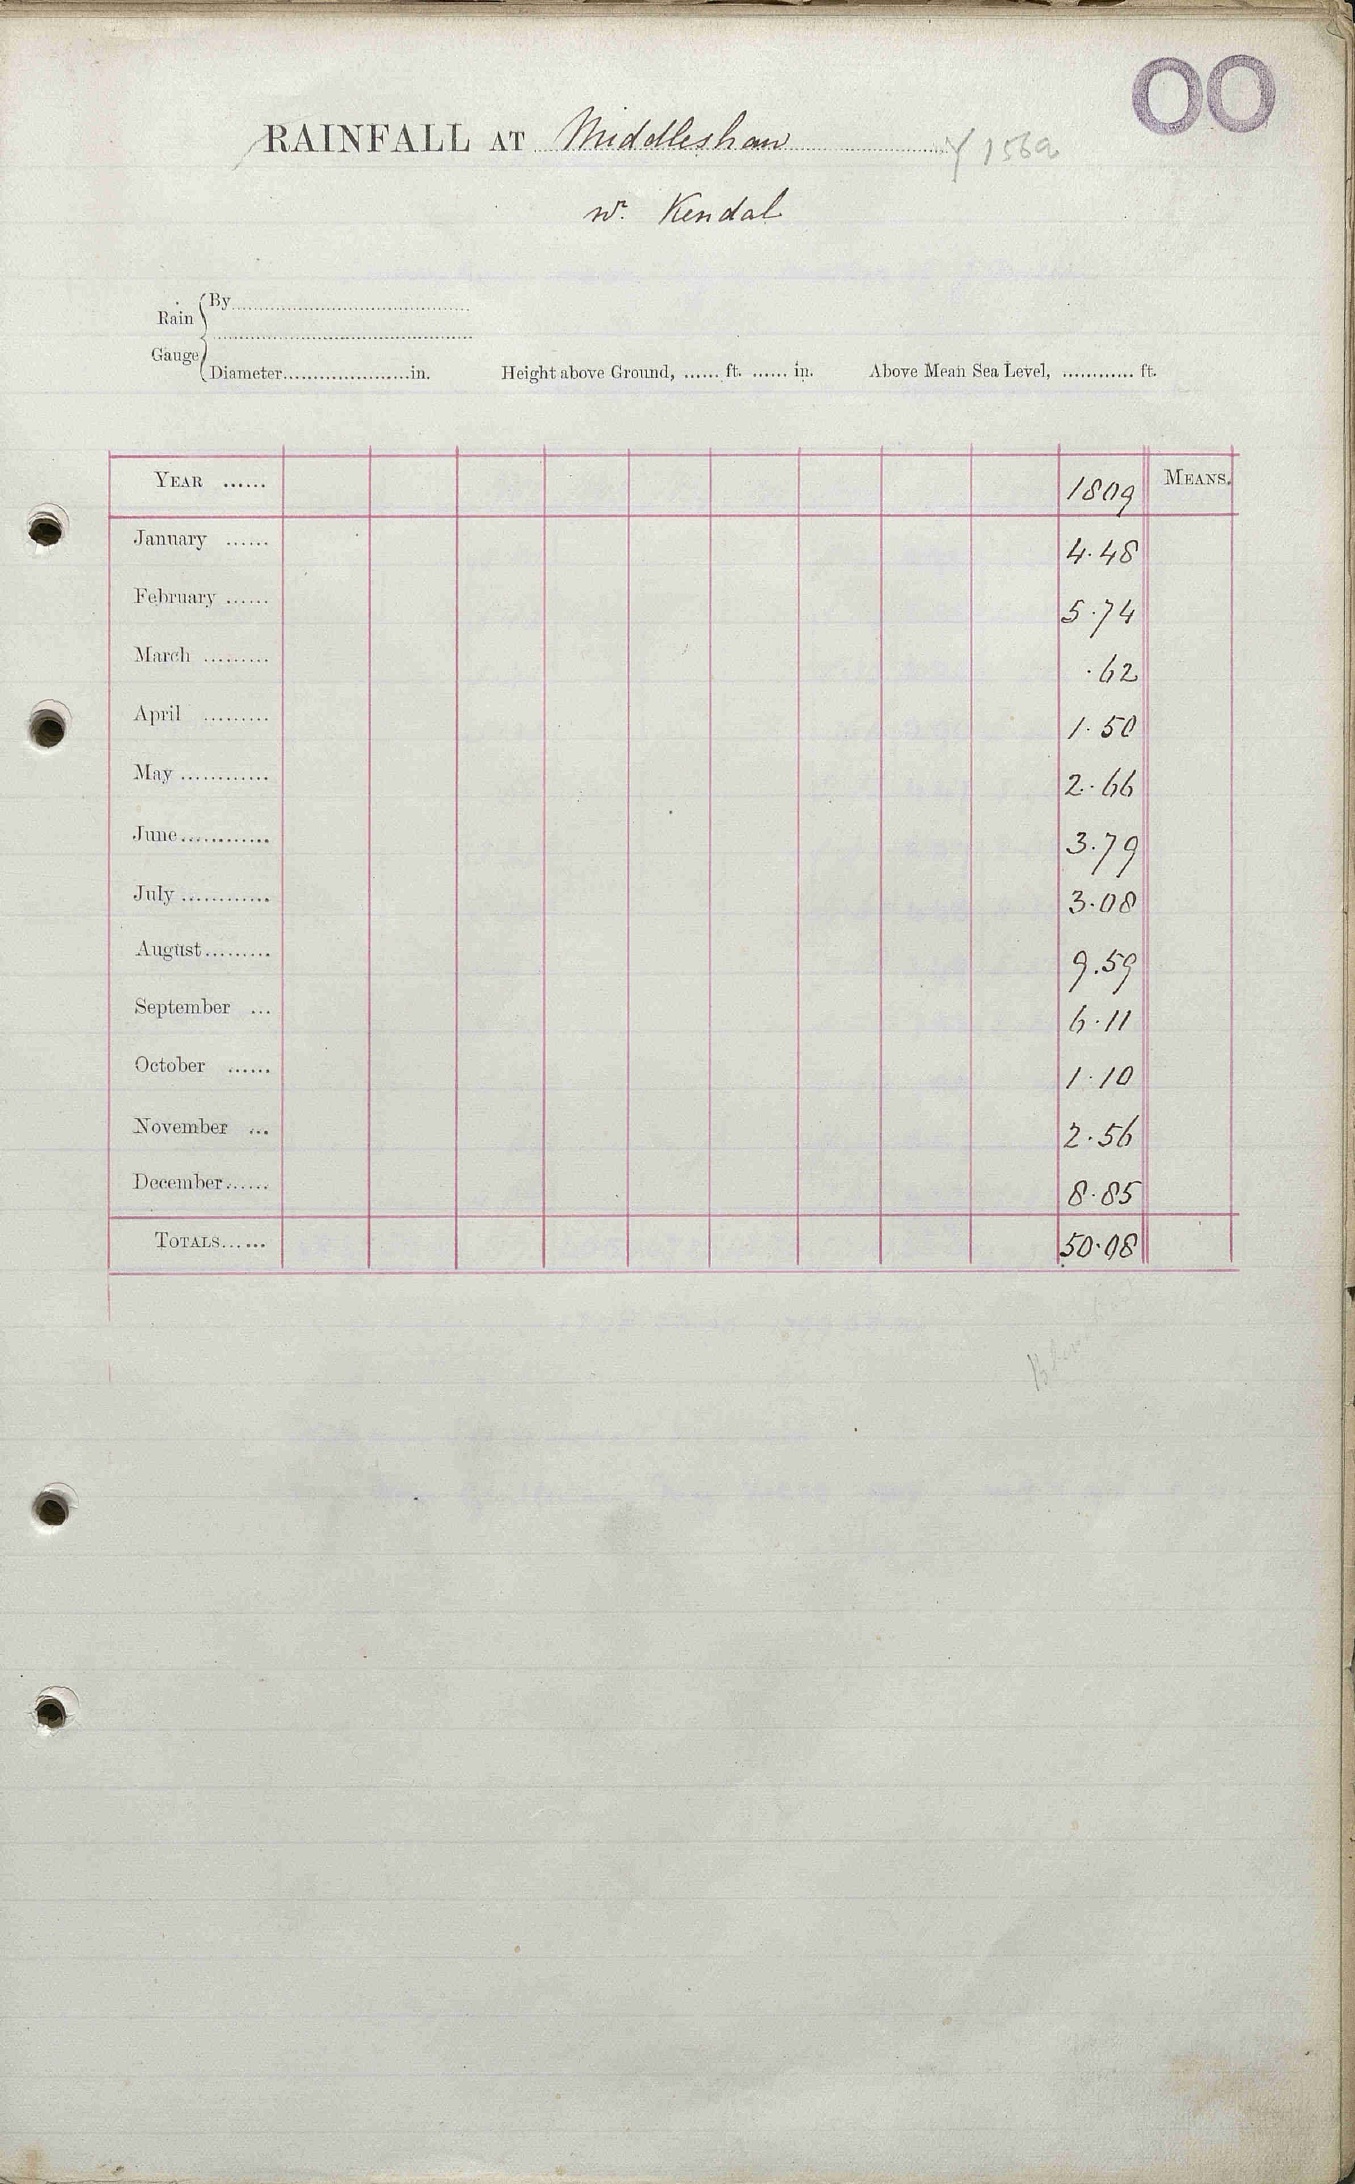 OO
RAINFALL AT Middleshaw
nr. Kendal
Rain Gauge
By
Diameter.....................in.
Height above Ground, ...... ft. ...... in.
Above Mean Sea Level, ............ ft.
YEAR ...... 1809 MEANS.
January ...... 4.48
February ...... 5.74
March ......... .62
April ......... 1.50
May ............ 2.66
June ............ 3.79
July ............ 3.08
August ......... 9.59
September ... 6.11
October ...... 1.10
November ... 2.56
December ...... 8.85
TOTALS ...... 50.08